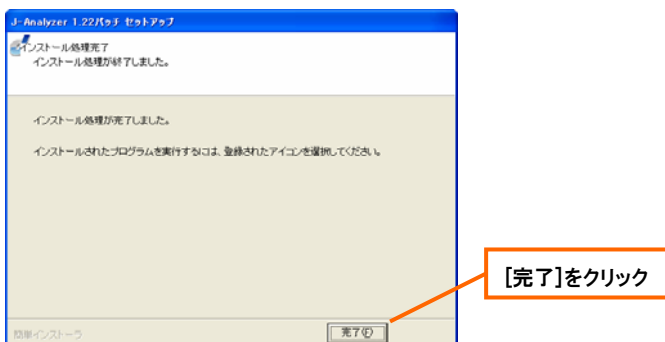 J-Analyzer 1.22パッチ セットアップ
インストール処理完了
インストール処理が終了しました。
インストール処理が完了しました。
インストールされたプログラムを実行するには、登録されたアイコンを選択してください。
[完了]をクリック
簡単インストーラ
完了(F)